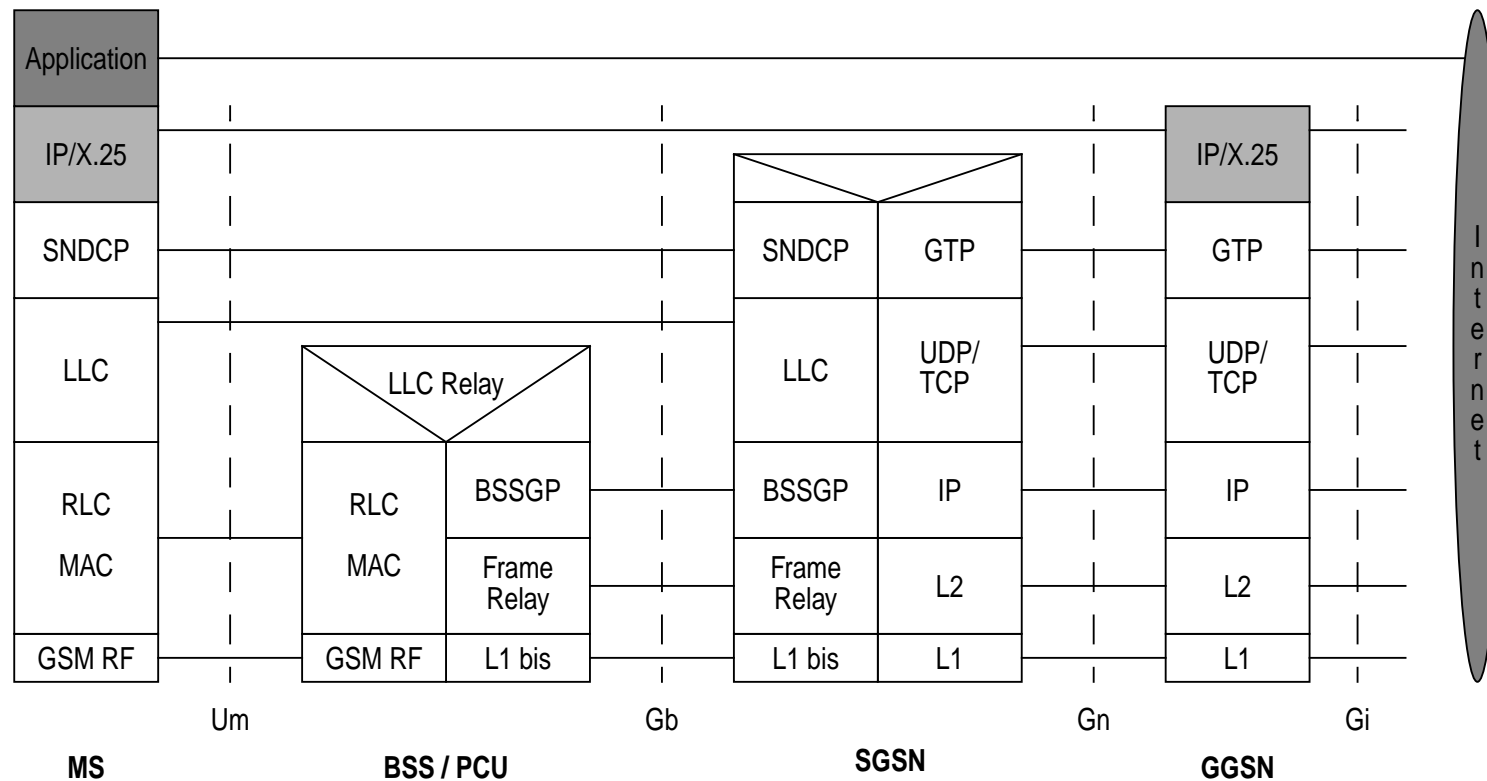 Application
IP/X.25
IP/X.25
SNDCP
SNDCP
GTP
GTP
LLC
LLC Relay
LLC
UDP/
TCP
UDP/
TCP
RLC
MAC
RLC
MAC
BSSGP
BSSGP
IP
IP
Frame
Relay
Frame
Relay
L2
L2
GSM RF
GSM RF
L1 bis
L1 bis
L1
L1
Internet
Um
Gb
Gn
Gi
MS
BSS / PCU
SGSN
GGSN